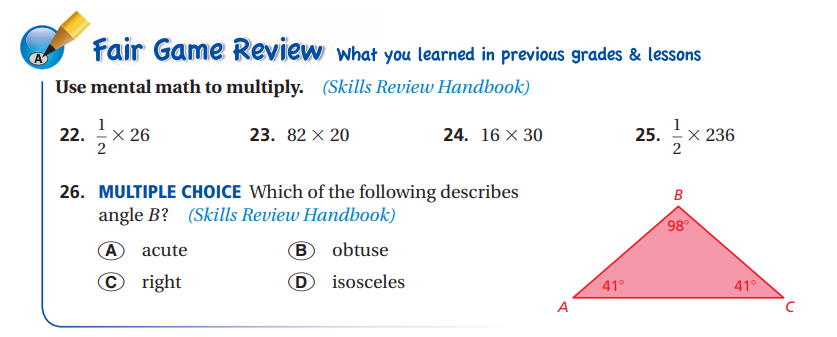 A
Fair Game Review What you learned in previous grades & lessons
Use mental math to multiply. (Skills Review Handbook)
22. 1/2 × 26 23. 82 × 20 24. 16 × 30 25. 1/2 × 236
26. MULTIPLE CHOICE Which of the following describes
angle B? (Skills Review Handbook)
A acute B obtuse
C right D isosceles
B
98°
41° 41°
A C